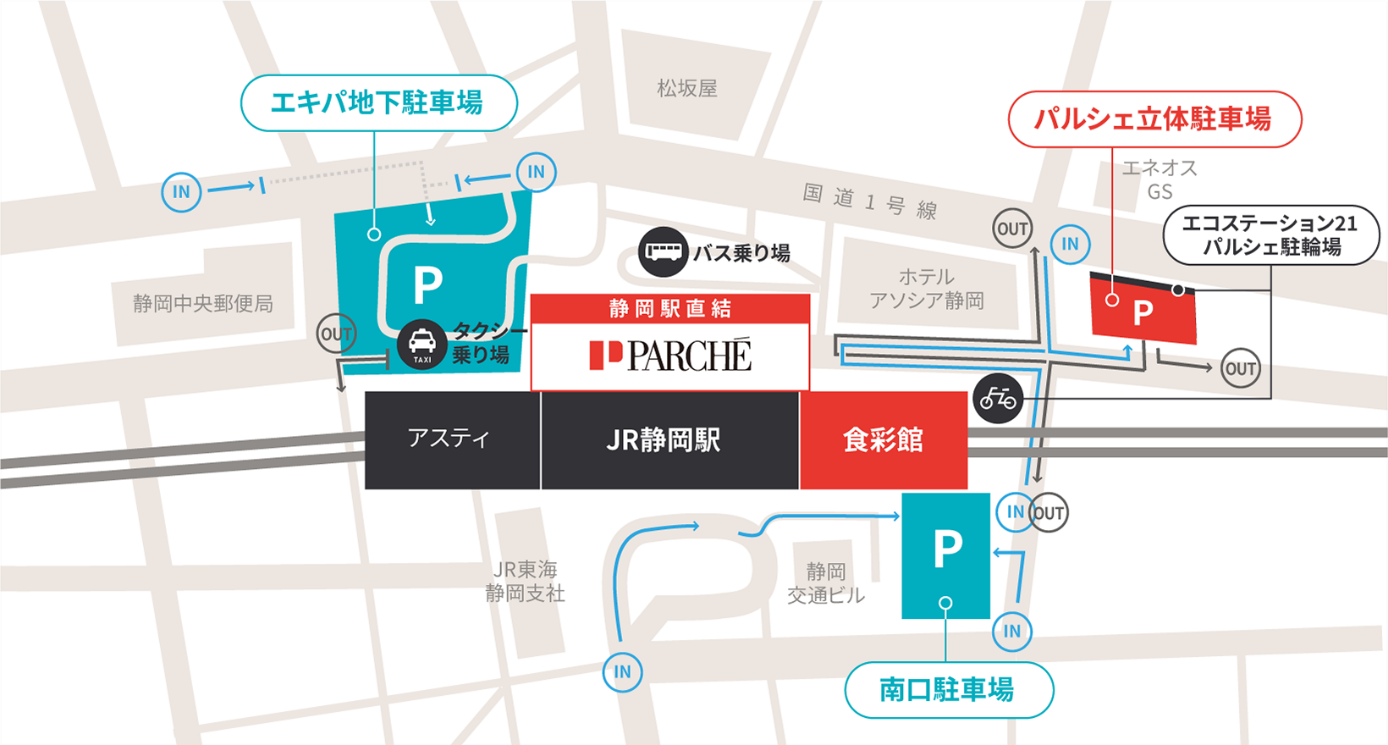 松坂屋
エキパ地下駐車場
パルシェ立体駐車場
エネオス
GS
IN
IN
国道1号線
エコステーション21
パルシェ駐輪場
OUT
IN
バス乗り場
静岡中央郵便局
P
ホテル
アソシア静岡
静岡駅直結
P
OUT
タクシー
乗り場
TAXI
PARCHÉ
OUT
アスティ
JR静岡駅
食彩館
IN
OUT
P
JR東海
静岡支社
静岡
交通ビル
IN
IN
南口駐車場